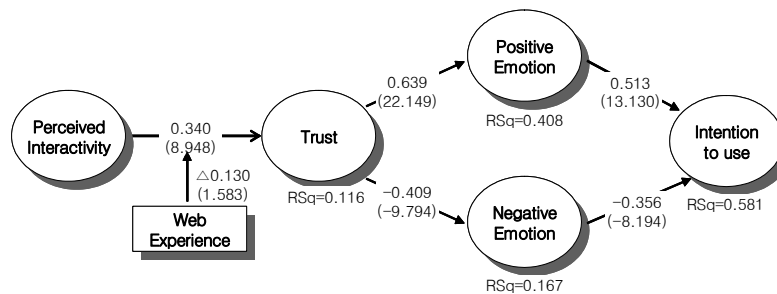 Perceived
Interactivity
0.340
(8.948)
△0.130
(1.583)
Web
Experience
Trust
RSq=0.116
0.639
(22.149)
−0.409
(−9.794)
Positive
Emotion
RSq=0.408
Negative
Emotion
RSq=0.167
0.513
(13.130)
−0.356
(−8.194)
Intention
to use
RSq=0.581